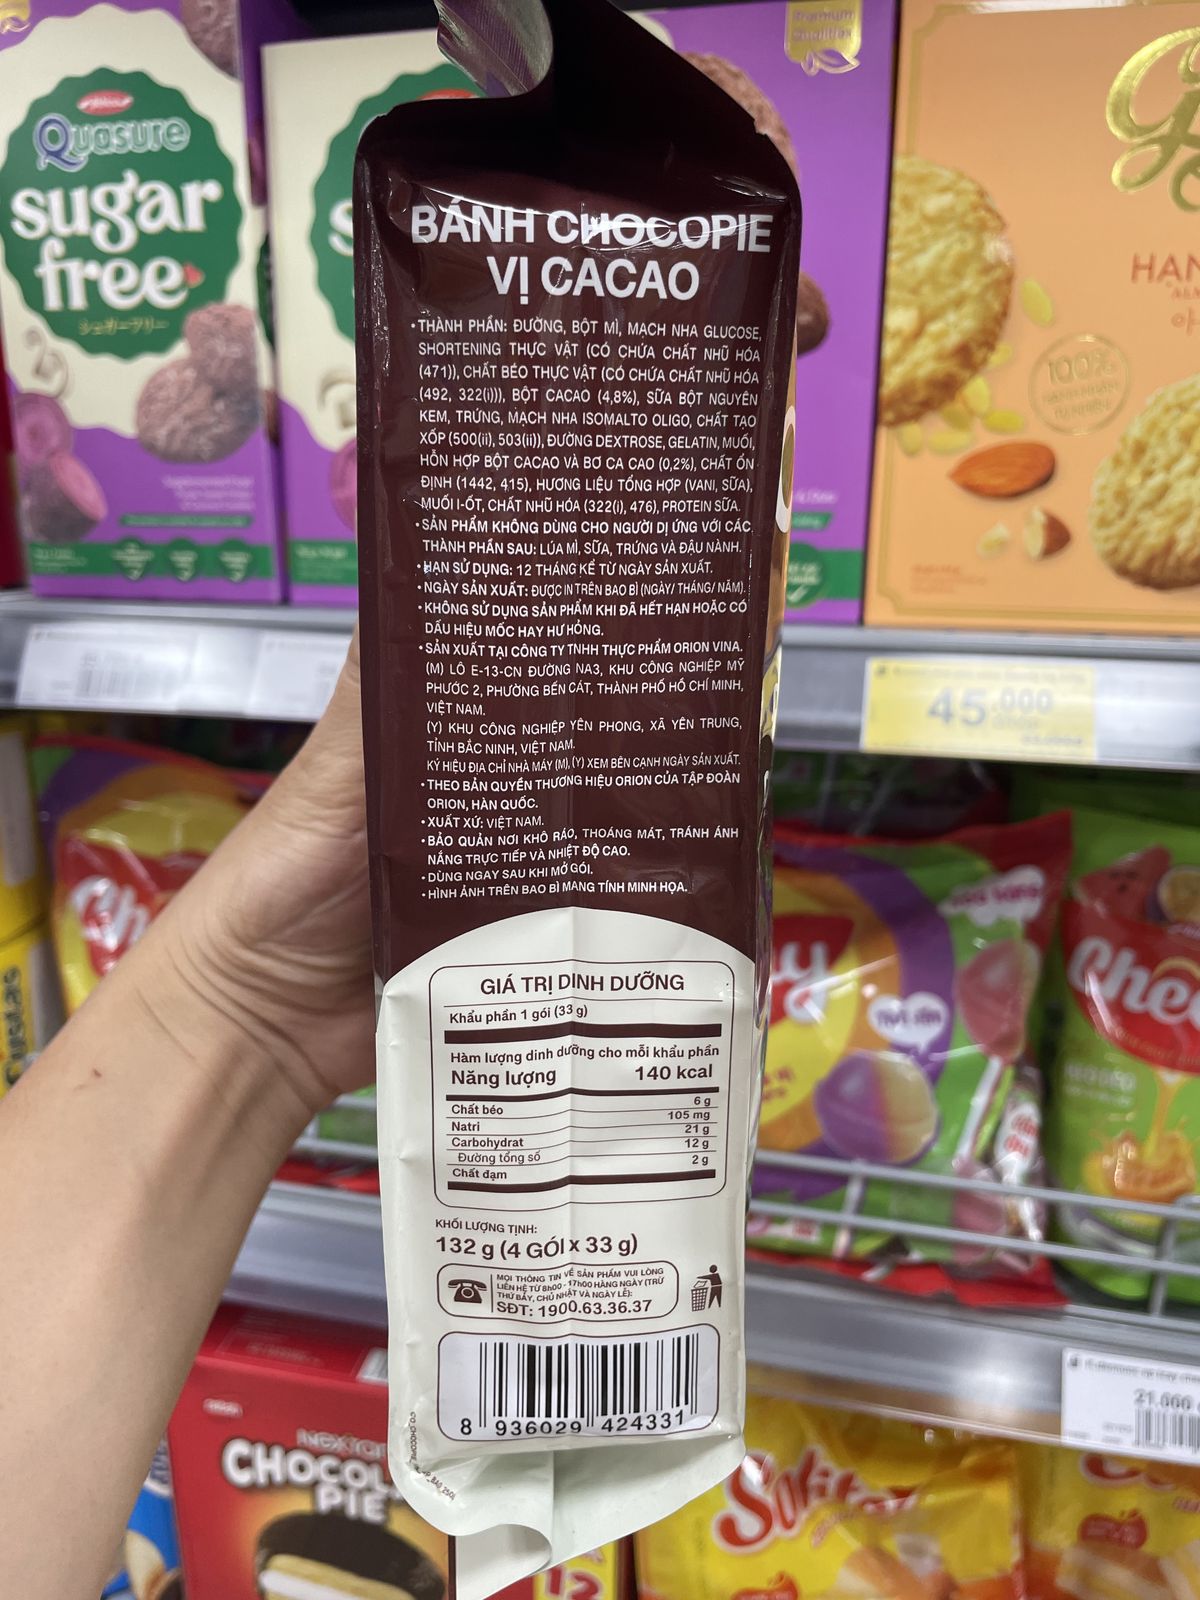 Quasure
sugar
free
シュガーフリー
Premium
Qualities
HẠN
100%
45.000
BÁNH CHOCOPIE
VỊ CACAO
• THÀNH PHẦN: ĐƯỜNG, BỘT MÌ, MẠCH NHA GLUCOSE,
SHORTENING THỰC VẬT (CÓ CHỨA CHẤT NHŨ HÓA
(471)), CHẤT BÉO THỰC VẬT (CÓ CHỨA CHẤT NHŨ HÓA
(492, 322(i))), BỘT CACAO (4,8%), SỮA BỘT NGUYÊN
KEM, TRỨNG, MẠCH NHA ISOMALTO OLIGO, CHẤT TẠO
XỐP (500(ii), 503(ii)), ĐƯỜNG DEXTROSE, GELATIN, MUỐI,
HỖN HỢP BỘT CACAO VÀ BƠ CA CAO (0,2%), CHẤT ỔN
ĐỊNH (1442, 415), HƯƠNG LIỆU TỔNG HỢP (VANI, SỮA),
MUỐI I-ỐT, CHẤT NHŨ HÓA (322(i), 476), PROTEIN SỮA.
• SẢN PHẨM KHÔNG DÙNG CHO NGƯỜI DỊ ỨNG VỚI CÁC
THÀNH PHẦN SAU: LÚA MÌ, SỮA, TRỨNG VÀ ĐẬU NÀNH.
• HẠN SỬ DỤNG: 12 THÁNG KỂ TỪ NGÀY SẢN XUẤT.
• NGÀY SẢN XUẤT: ĐƯỢC IN TRÊN BAO BÌ (NGÀY/ THÁNG/ NĂM).
• KHÔNG SỬ DỤNG SẢN PHẨM KHI ĐÃ HẾT HẠN HOẶC CÓ
DẤU HIỆU MỐC HAY HƯ HỎNG.
• SẢN XUẤT TẠI CÔNG TY TNHH THỰC PHẨM ORION VINA.
(M) LÔ E-13-CN ĐƯỜNG NA3, KHU CÔNG NGHIỆP MỸ
PHƯỚC 2, PHƯỜNG BẾN CÁT, THÀNH PHỐ HỒ CHÍ MINH,
VIỆT NAM.
(Y) KHU CÔNG NGHIỆP YÊN PHONG, XÃ YÊN TRUNG,
TỈNH BẮC NINH, VIỆT NAM.
KÝ HIỆU ĐỊA CHỈ NHÀ MÁY (M), (Y) XEM BÊN CẠNH NGÀY SẢN XUẤT.
• THEO BẢN QUYỀN THƯƠNG HIỆU ORION CỦA TẬP ĐOÀN
ORION, HÀN QUỐC.
• XUẤT XỨ: VIỆT NAM.
• BẢO QUẢN NƠI KHÔ RÁO, THOÁNG MÁT, TRÁNH ÁNH
NẮNG TRỰC TIẾP VÀ NHIỆT ĐỘ CAO.
• DÙNG NGAY SAU KHI MỞ GÓI.
• HÌNH ẢNH TRÊN BAO BÌ MANG TÍNH MINH HỌA.
GIÁ TRỊ DINH DƯỠNG
Khẩu phần 1 gói (33 g)
Hàm lượng dinh dưỡng cho mỗi khẩu phần
Năng lượng 140 kcal
Chất béo 6 g
Natri 105 mg
Carbohydrat 21 g
Đường tổng số 12 g
Chất đạm 2 g
KHỐI LƯỢNG TỊNH:
132 g (4 GÓI x 33 g)
MỌI THÔNG TIN VỀ SẢN PHẨM VUI LÒNG
LIÊN HỆ TỪ 8h00 - 17h00 HÀNG NGÀY (TRỪ
THỨ BẢY, CHỦ NHẬT VÀ NGÀY LỄ):
SĐT: 1900.63.36.37
8 936029 424331
CHOCOL
PIE
21.000